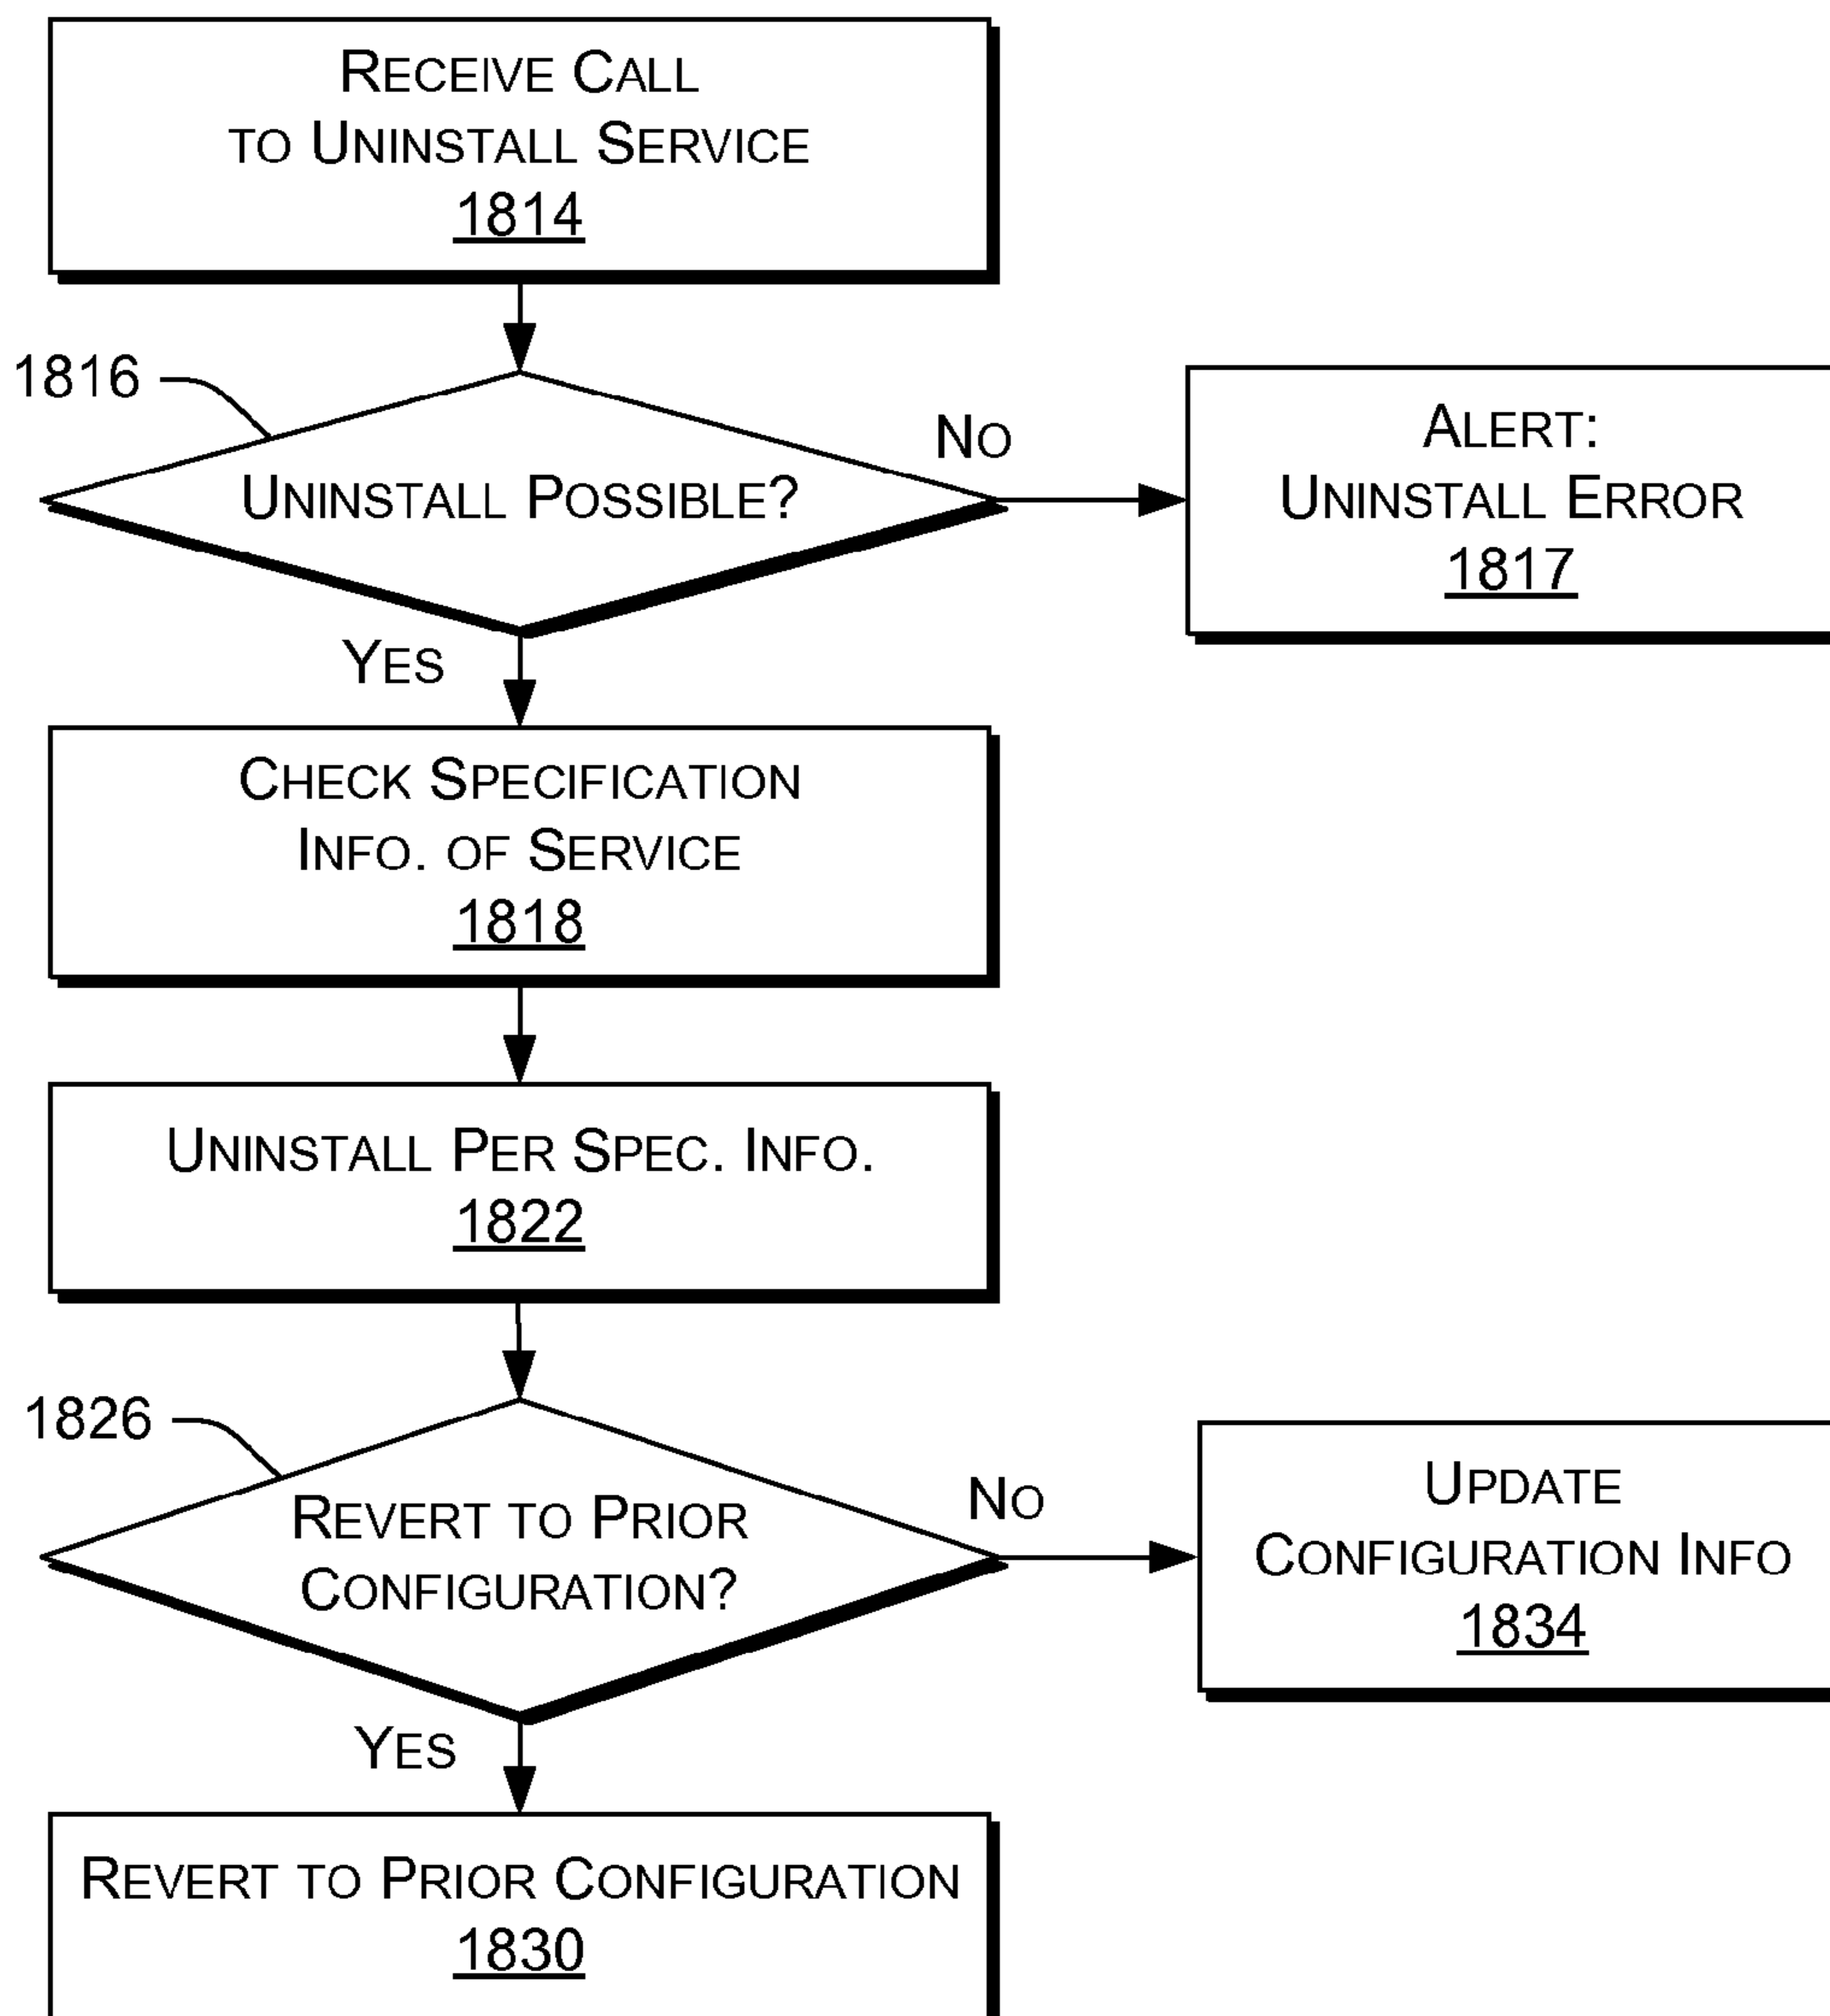 Receive Call
to Uninstall Service
1814
1816
Uninstall Possible?
No
Alert:
Uninstall Error
1817
Yes
Check Specification
Info. of Service
1818
Uninstall Per Spec. Info.
1822
1826
Revert to Prior
Configuration?
No
Update
Configuration Info
1834
Yes
Revert to Prior Configuration
1830